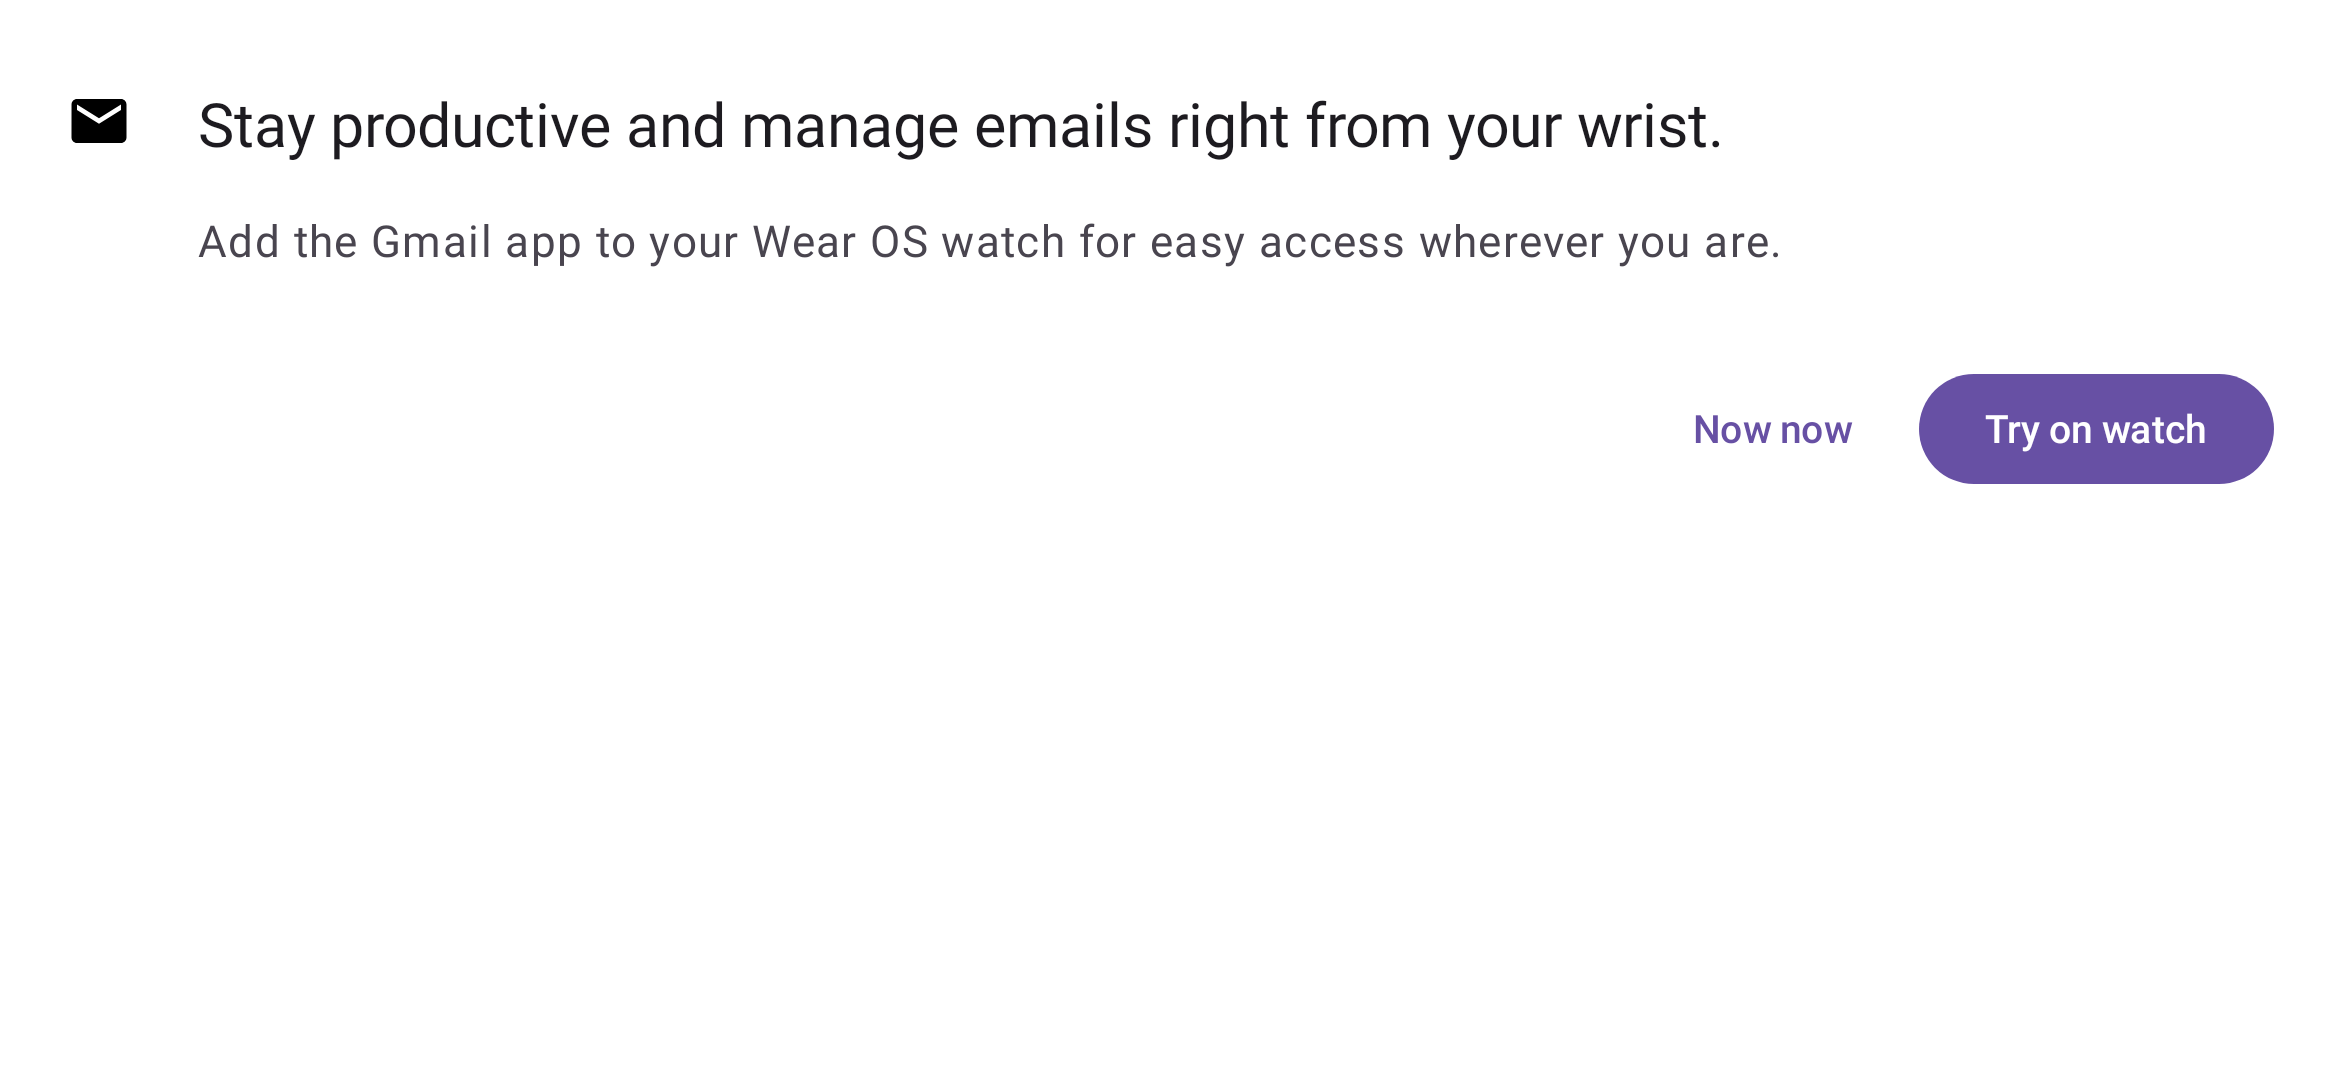 Stay productive and manage emails right from your wrist.
Add the Gmail app to your Wear OS watch for easy access wherever you are.
Now now
Try on watch